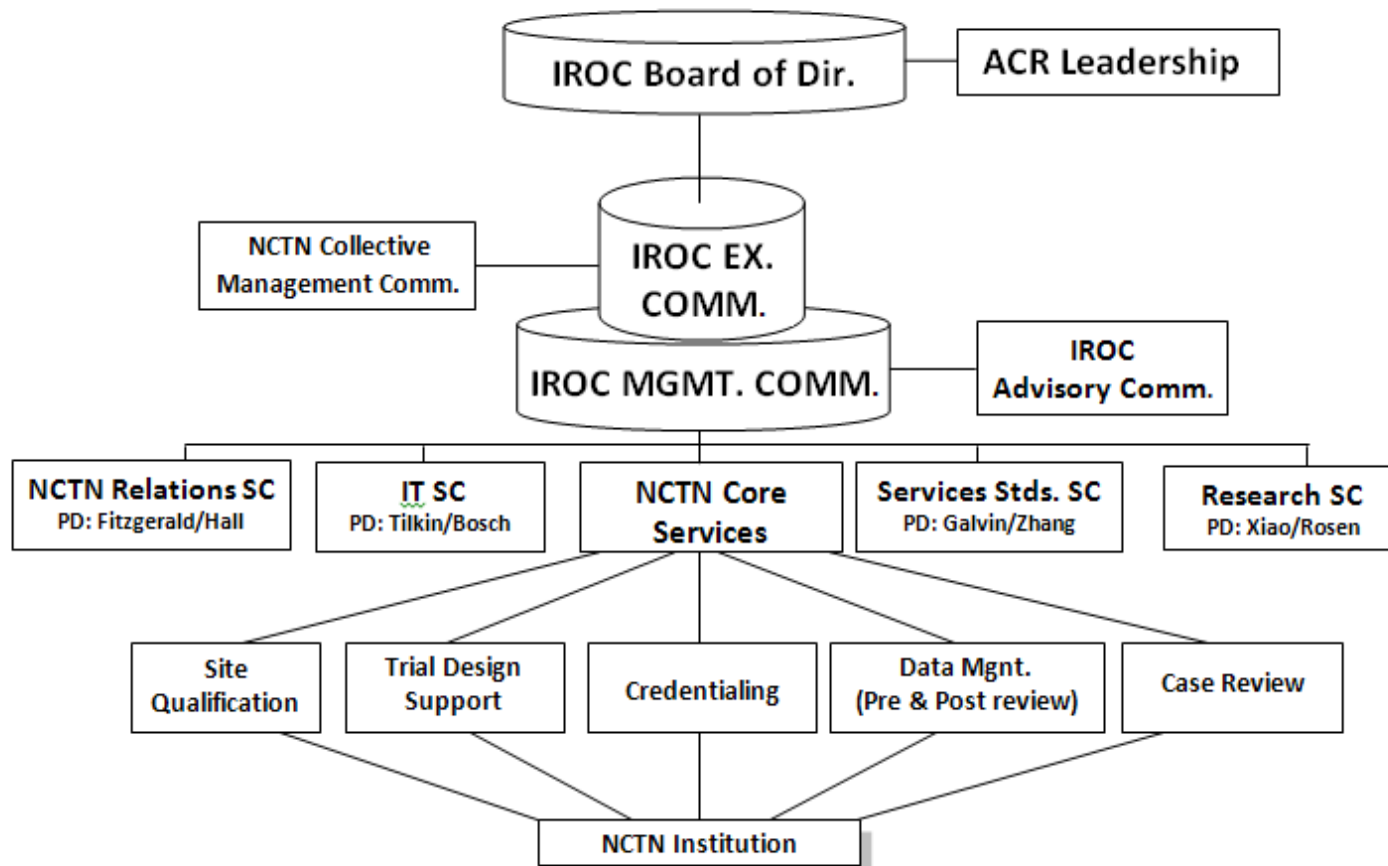 IROC Board of Dir.
ACR Leadership
NCTN Collective
Management Comm.
IROC EX.
COMM.
IROC MGMT. COMM.
IROC
Advisory Comm.
NCTN Relations SC
PD: Fitzgerald/Hall
IT SC
PD: Tilkin/Bosch
NCTN Core
Services
Services Stds. SC
PD: Galvin/Zhang
Research SC
PD: Xiao/Rosen
Site
Qualification
Trial Design
Support
Credentialing
Data Mgnt.
(Pre & Post review)
Case Review
NCTN Institution